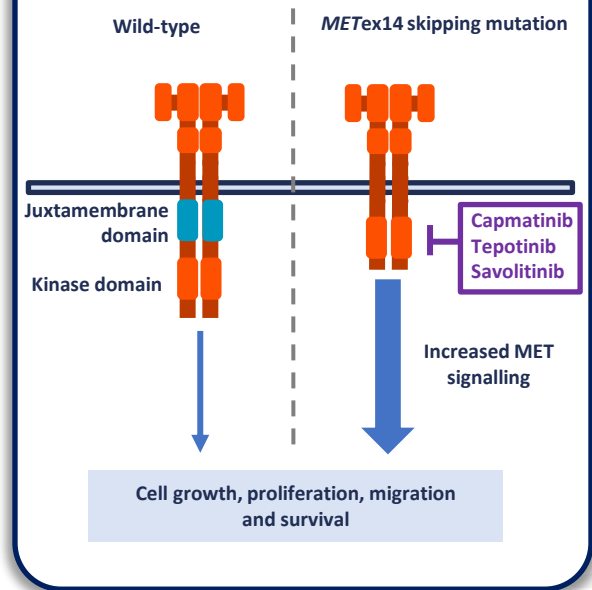 Wild-type
METex14 skipping mutation
Juxtamembrane
domain
Kinase domain
Capmatinib
Tepotinib
Savolitinib
Increased MET
signalling
Cell growth, proliferation, migration
and survival